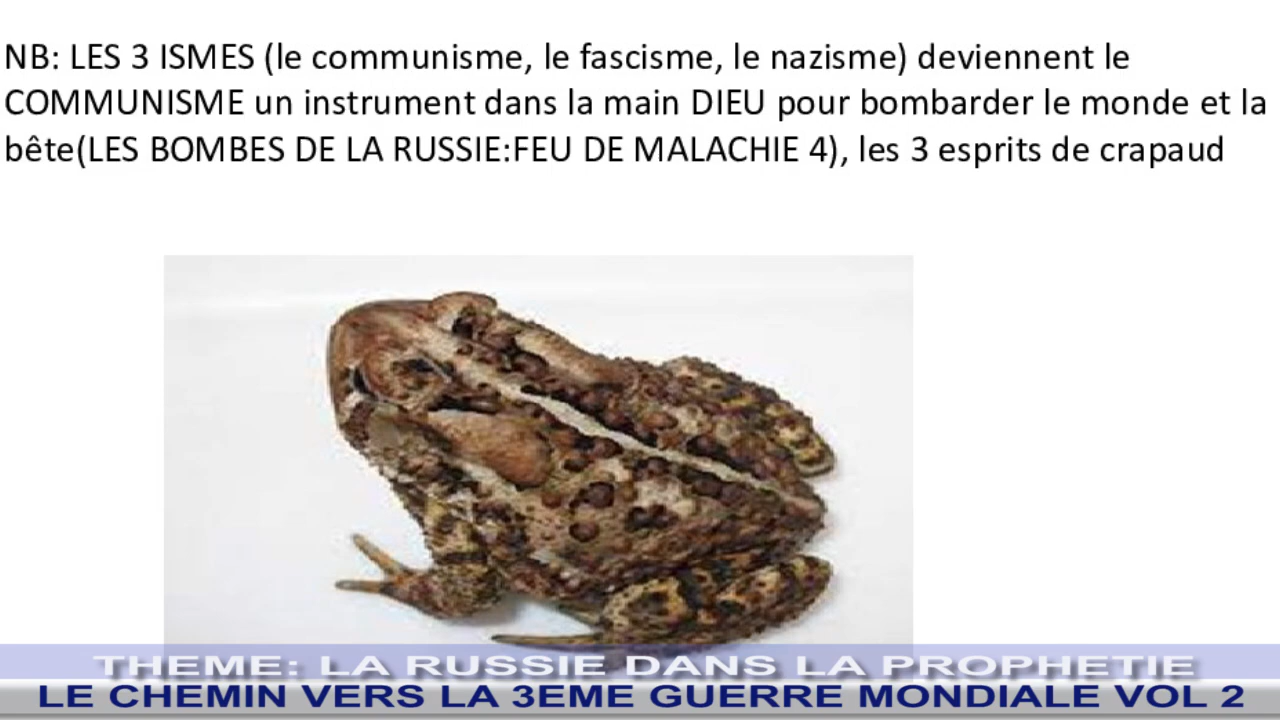 NB: LES 3 ISMES (le communisme, le fascisme, le nazisme) deviennent le
COMMUNISME un instrument dans la main DIEU pour bombarder le monde et la
bête(LES BOMBES DE LA RUSSIE:FEU DE MALACHIE 4), les 3 esprits de crapaud
THEME: LA RUSSIE DANS LA PROPHETIE
LE CHEMIN VERS LA 3EME GUERRE MONDIALE VOL 2